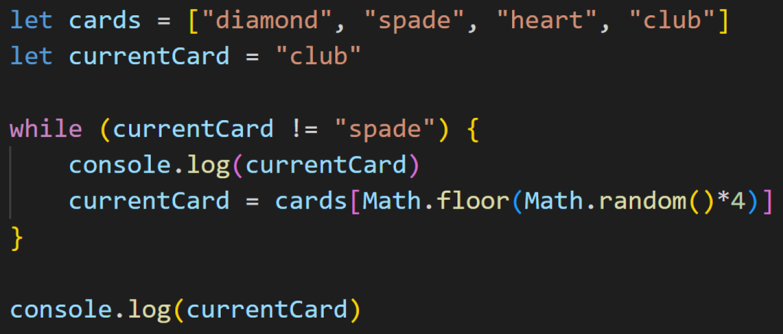 let cards = ["diamond", "spade", "heart", "club"]
let currentCard = "club"

while (currentCard != "spade") {
    console.log(currentCard)
    currentCard = cards[Math.floor(Math.random()*4)]
}

console.log(currentCard)